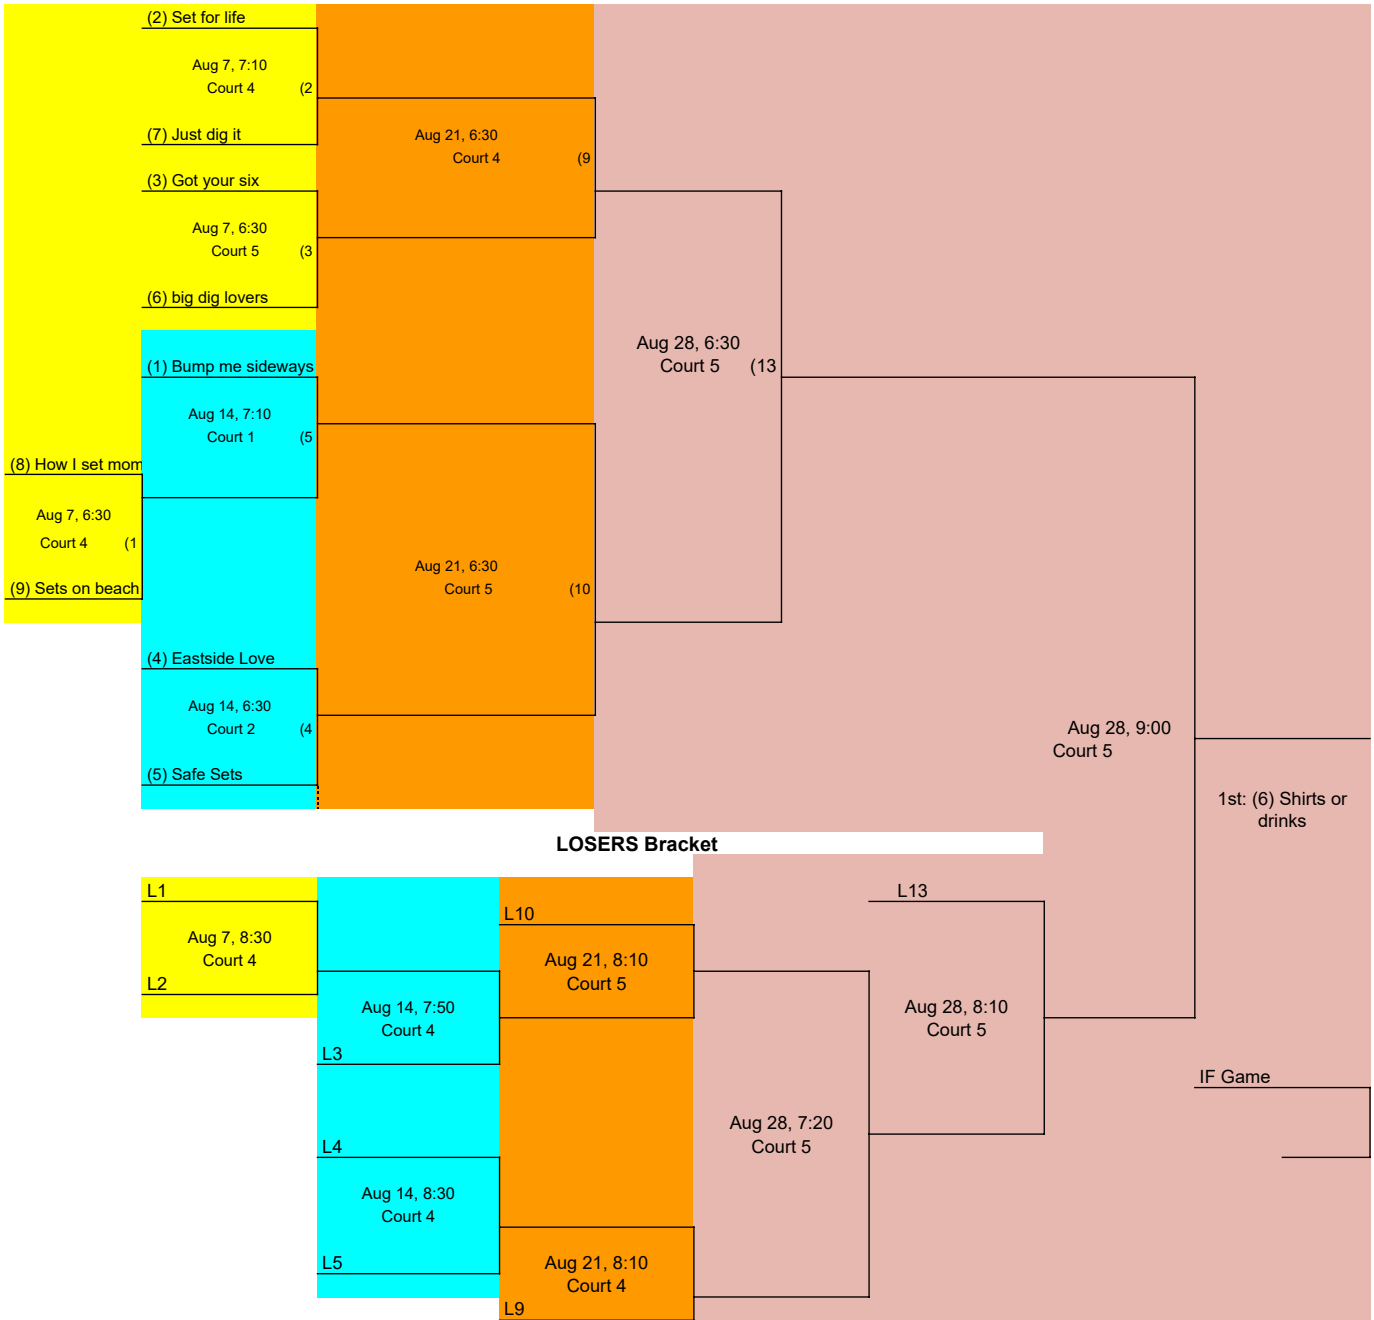 (2) Set for life
Aug 7, 7:10
Court 4 (2
(7) Just dig it
Aug 21, 6:30
Court 4 (9
(3) Got your six
Aug 7, 6:30
Court 5 (3
(6) big dig lovers
Aug 28, 6:30
Court 5 (13
(1) Bump me sideways
Aug 14, 7:10
Court 1 (5
(8) How I set mom
Aug 7, 6:30
Court 4 (1
(9) Sets on beach
Aug 21, 6:30
Court 5 (10
(4) Eastside Love
Aug 14, 6:30
Court 2 (4
(5) Safe Sets
Aug 28, 9:00
Court 5
1st: (6) Shirts or
drinks
LOSERS Bracket
L1
Aug 7, 8:30
Court 4
L2
L10
Aug 21, 8:10
Court 5
L13
Aug 14, 7:50
Court 4
L3
Aug 28, 8:10
Court 5
IF Game
Aug 28, 7:20
Court 5
L4
Aug 14, 8:30
Court 4
L5
Aug 21, 8:10
Court 4
L9